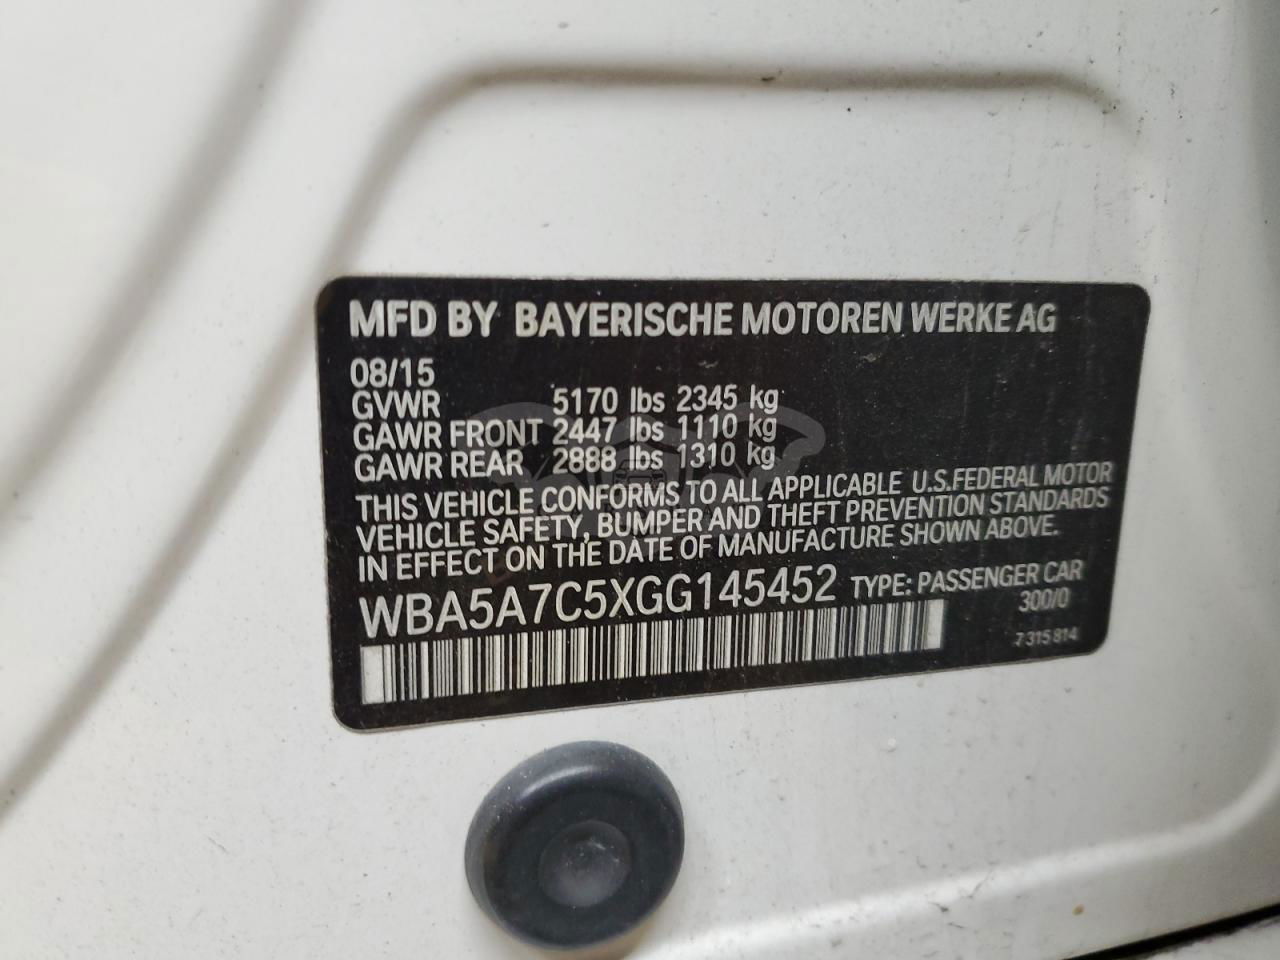 MFD BY BAYERISCHE MOTOREN WERKE AG
08/15
GVWR 5170 lbs 2345 kg
GAWR FRONT 2447 lbs 1110 kg
GAWR REAR 2888 lbs 1310 kg
THIS VEHICLE CONFORMS TO ALL APPLICABLE U.S.FEDERAL MOTOR
VEHICLE SAFETY, BUMPER AND THEFT PREVENTION STANDARDS
IN EFFECT ON THE DATE OF MANUFACTURE SHOWN ABOVE.
WBA5A7C5XGG145452 TYPE: PASSENGER CAR
300/0
7 315 814